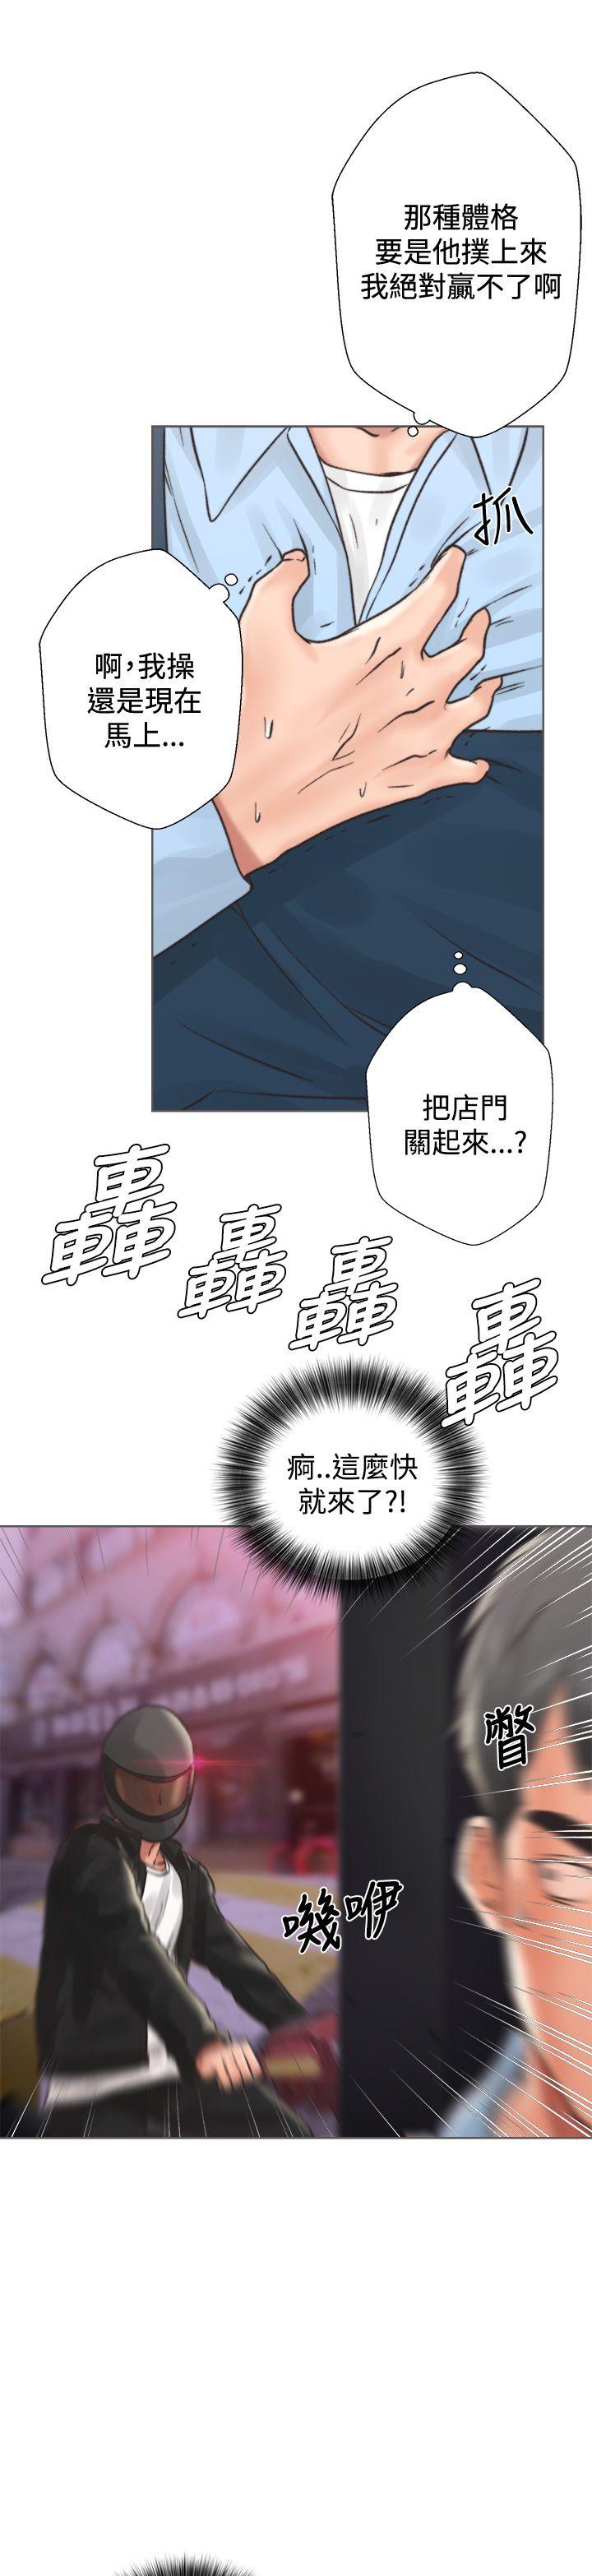 那種體格
要是他撲上來
我絕對贏不了啊
抓
啊，我操
還是現在
馬上…
把店門
關起來…?
轟
轟
轟
轟
痾..這麼快
就來了?!
瞥
嘰咿